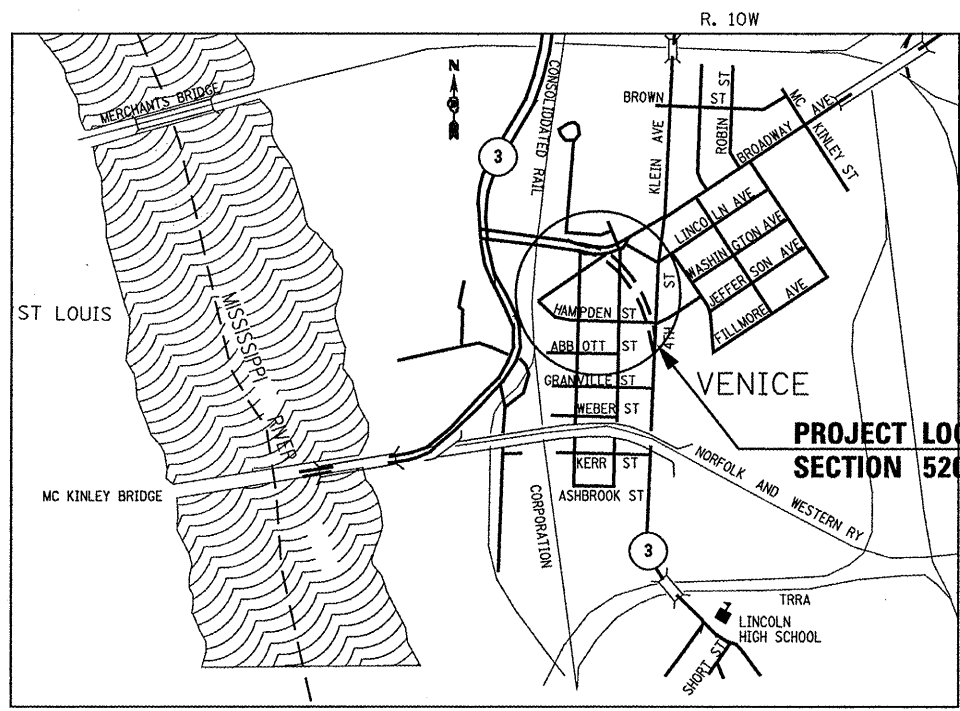 R. 10W
MERCHANTS BRIDGE
N
CONSOLIDDATED RAIL
3
BROWN ST
ROBIN ST
MC KINLEY ST
KLEIN AVE
BROADWAY AVE
LINCOLN AVE
WASHINGTON AVE
JEFFERSON AVE
FILLMORE AVE
ST LOUIS
MISSISSIPPI RIVER
HAMPDEN ST
4TH ST
ABBOTT ST
GRANVILLE ST
VENICE
WEBER ST
PROJECT LOC
SECTION 520
KERR ST
NORFOLK AND WESTERN RY
MC KINLEY BRIDGE
ASHBROOK ST
CORPORATION
3
TRRA
LINCOLN
HIGH SCHOOL
SHORT ST